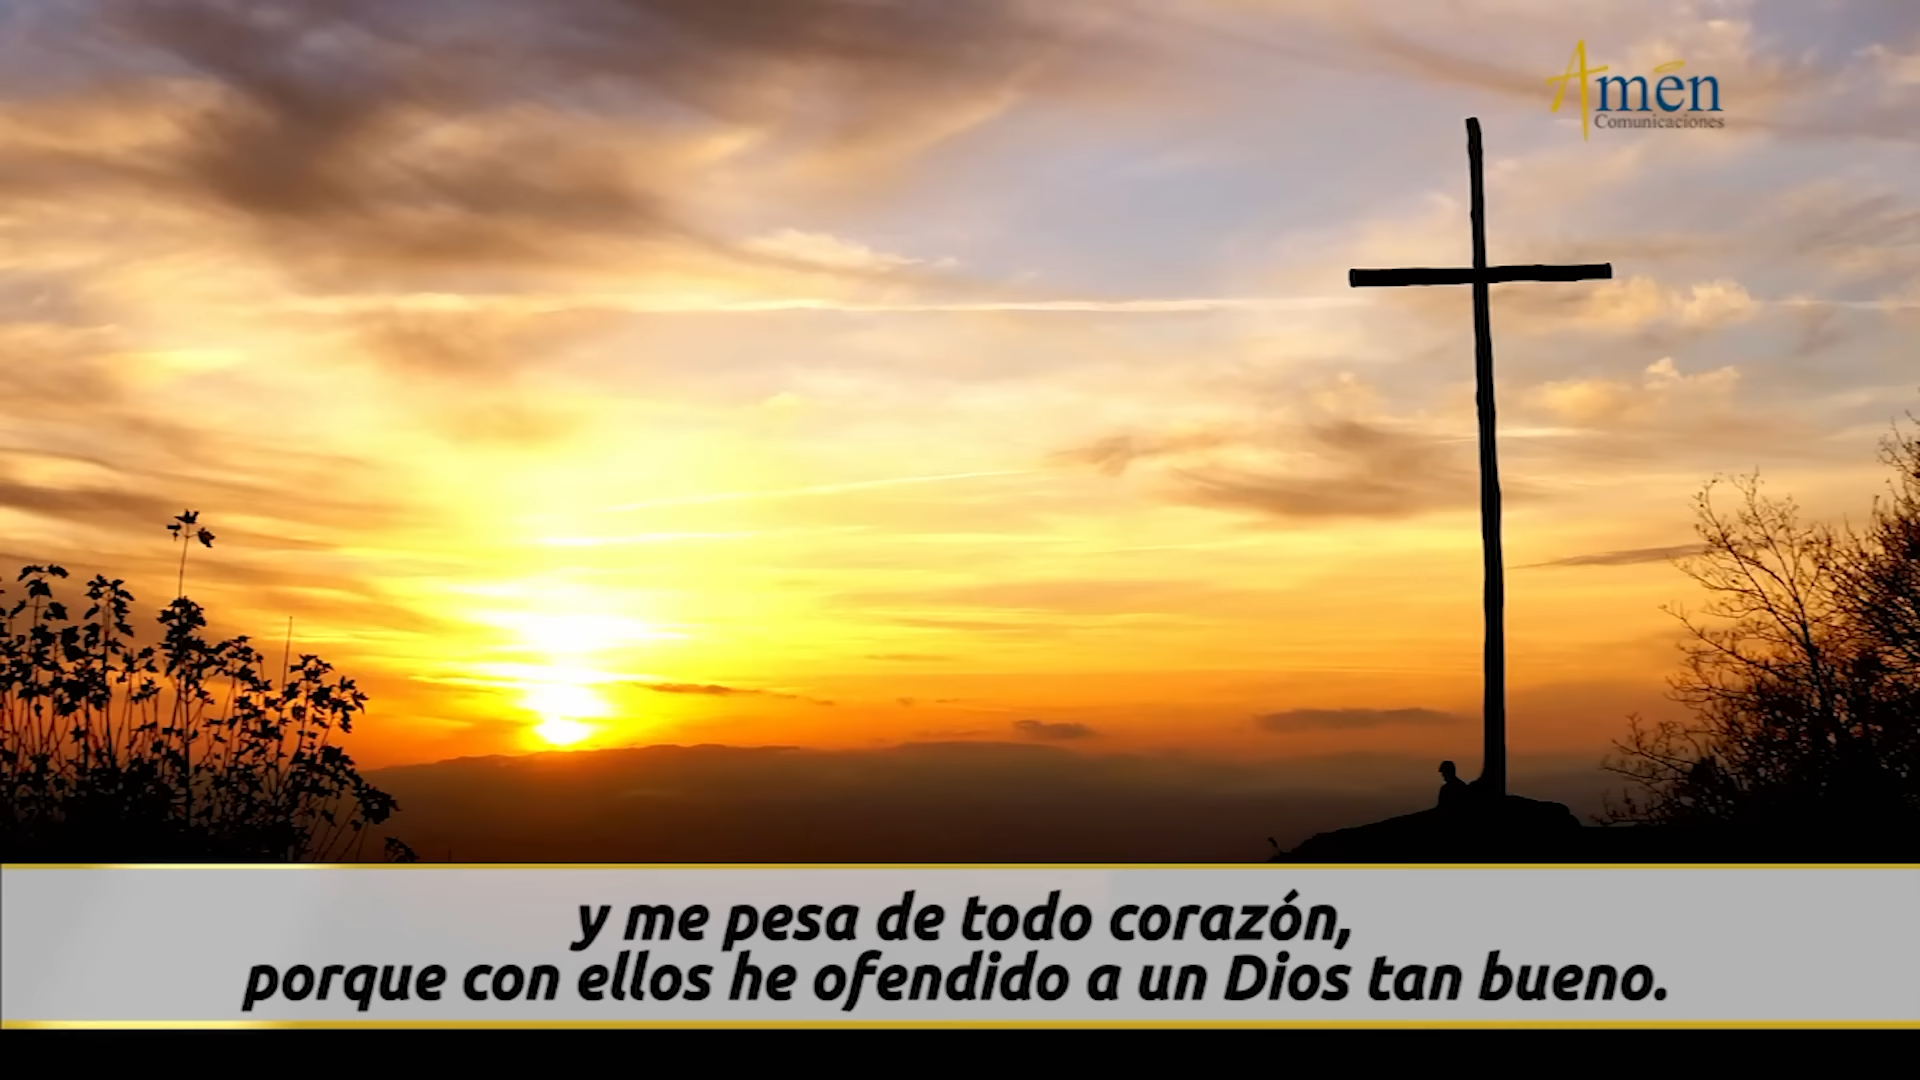 Amén
Comunicaciones
y me pesa de todo corazón,
porque con ellos he ofendido a un Dios tan bueno.